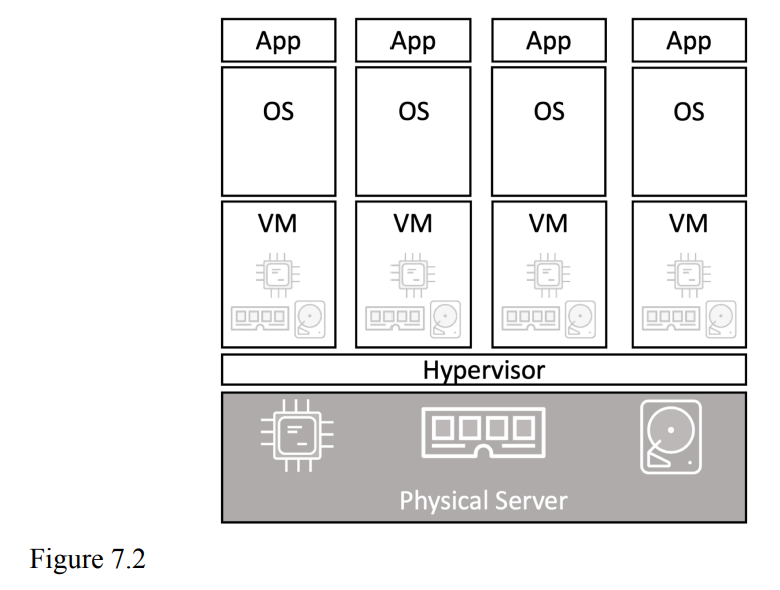 App App App App
OS OS OS OS
VM VM VM VM
Hypervisor
Physical Server
Figure 7.2